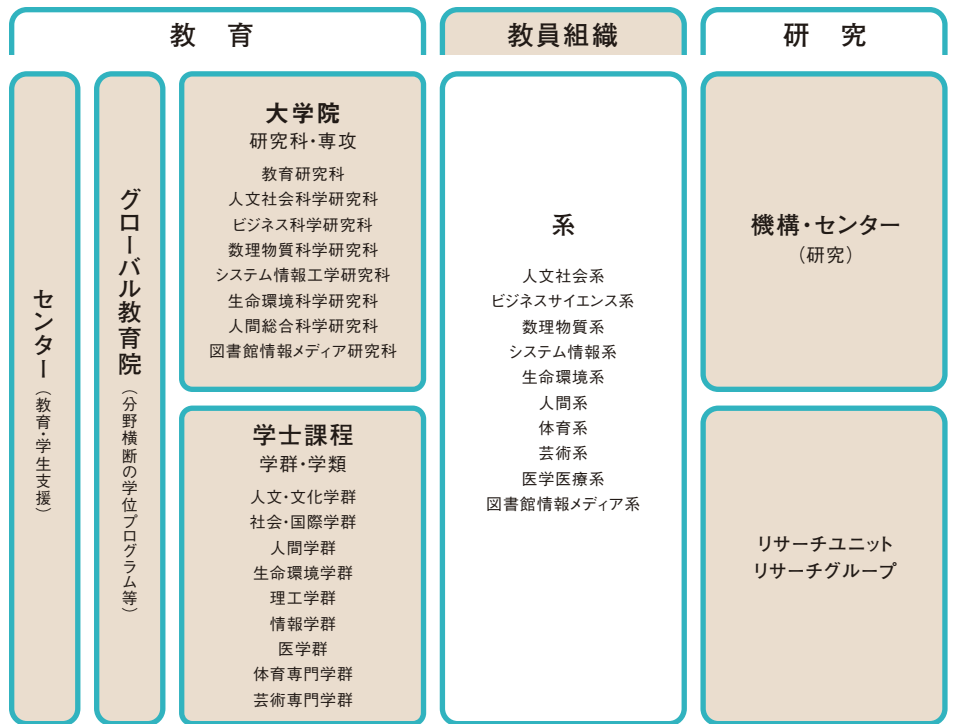 教 育
教員組織
研 究
センター（教育・学生支援）
グローバル教育院（分野横断の学位プログラム等）
大学院
研究科・専攻
教育研究科
人文社会科学研究科
ビジネス科学研究科
数理物質科学研究科
システム情報工学研究科
生命環境科学研究科
人間総合科学研究科
図書館情報メディア研究科
学士課程
学群・学類
人文・文化学群
社会・国際学群
人間学群
生命環境学群
理工学群
情報学群
医学群
体育専門学群
芸術専門学群
系
人文社会系
ビジネスサイエンス系
数理物質系
システム情報系
生命環境系
人間系
体育系
芸術系
医学医療系
図書館情報メディア系
機構・センター
（研究）
リサーチユニット
リサーチグループ